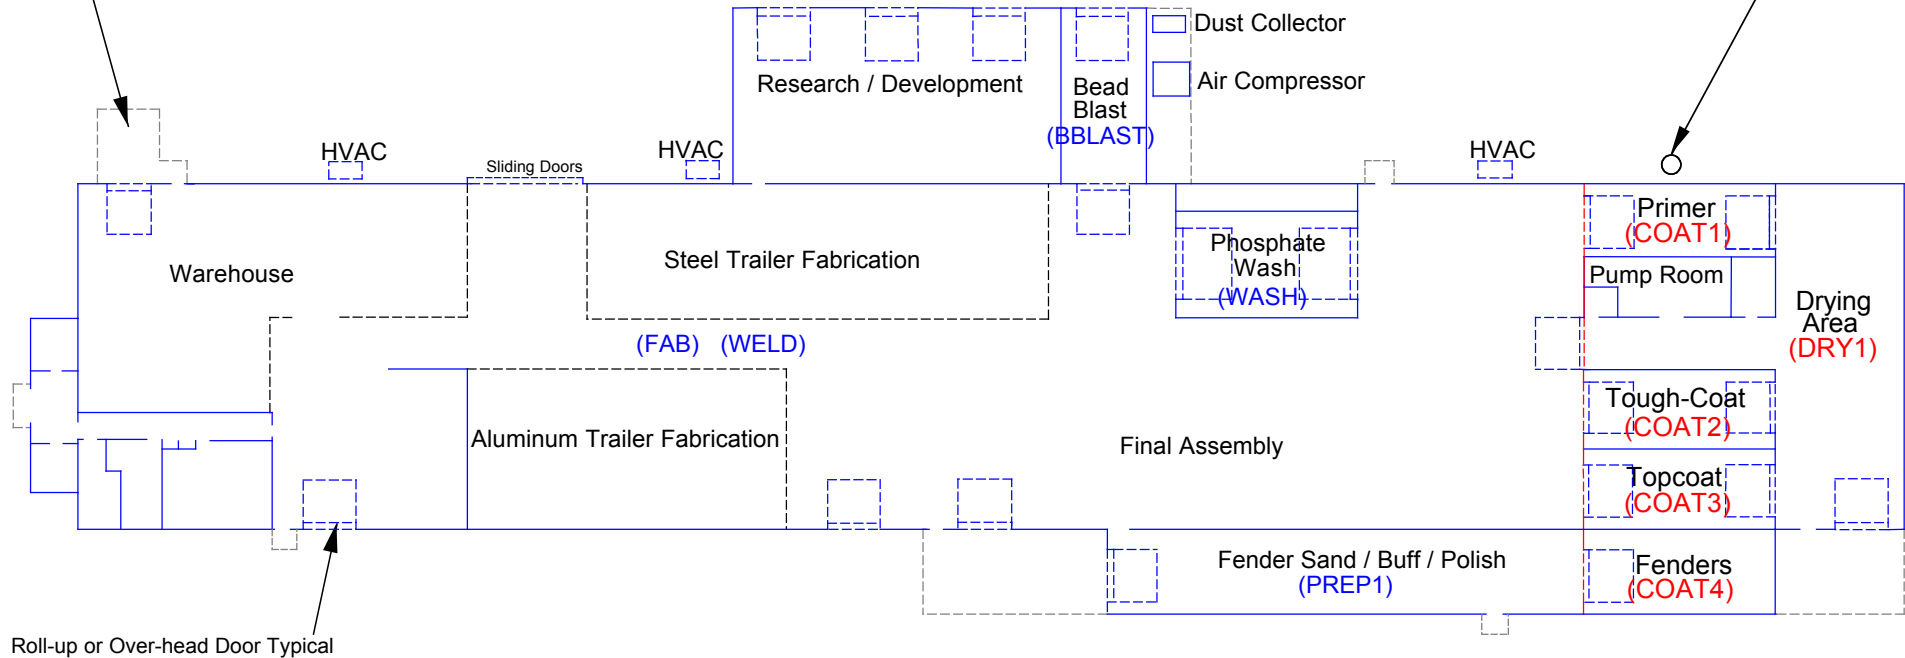 Dust Collector
Air Compressor
Research / Development
Bead
Blast
(BBLAST)
HVAC
Sliding Doors
HVAC
HVAC
Warehouse
Steel Trailer Fabrication
Phosphate
Wash
(WASH)
Primer
(COAT1)
Pump Room
Drying
Area
(DRY1)
(FAB) (WELD)
Aluminum Trailer Fabrication
Final Assembly
Tough-Coat
(COAT2)
Topcoat
(COAT3)
Fender Sand / Buff / Polish
(PREP1)
Fenders
(COAT4)
Roll-up or Over-head Door Typical